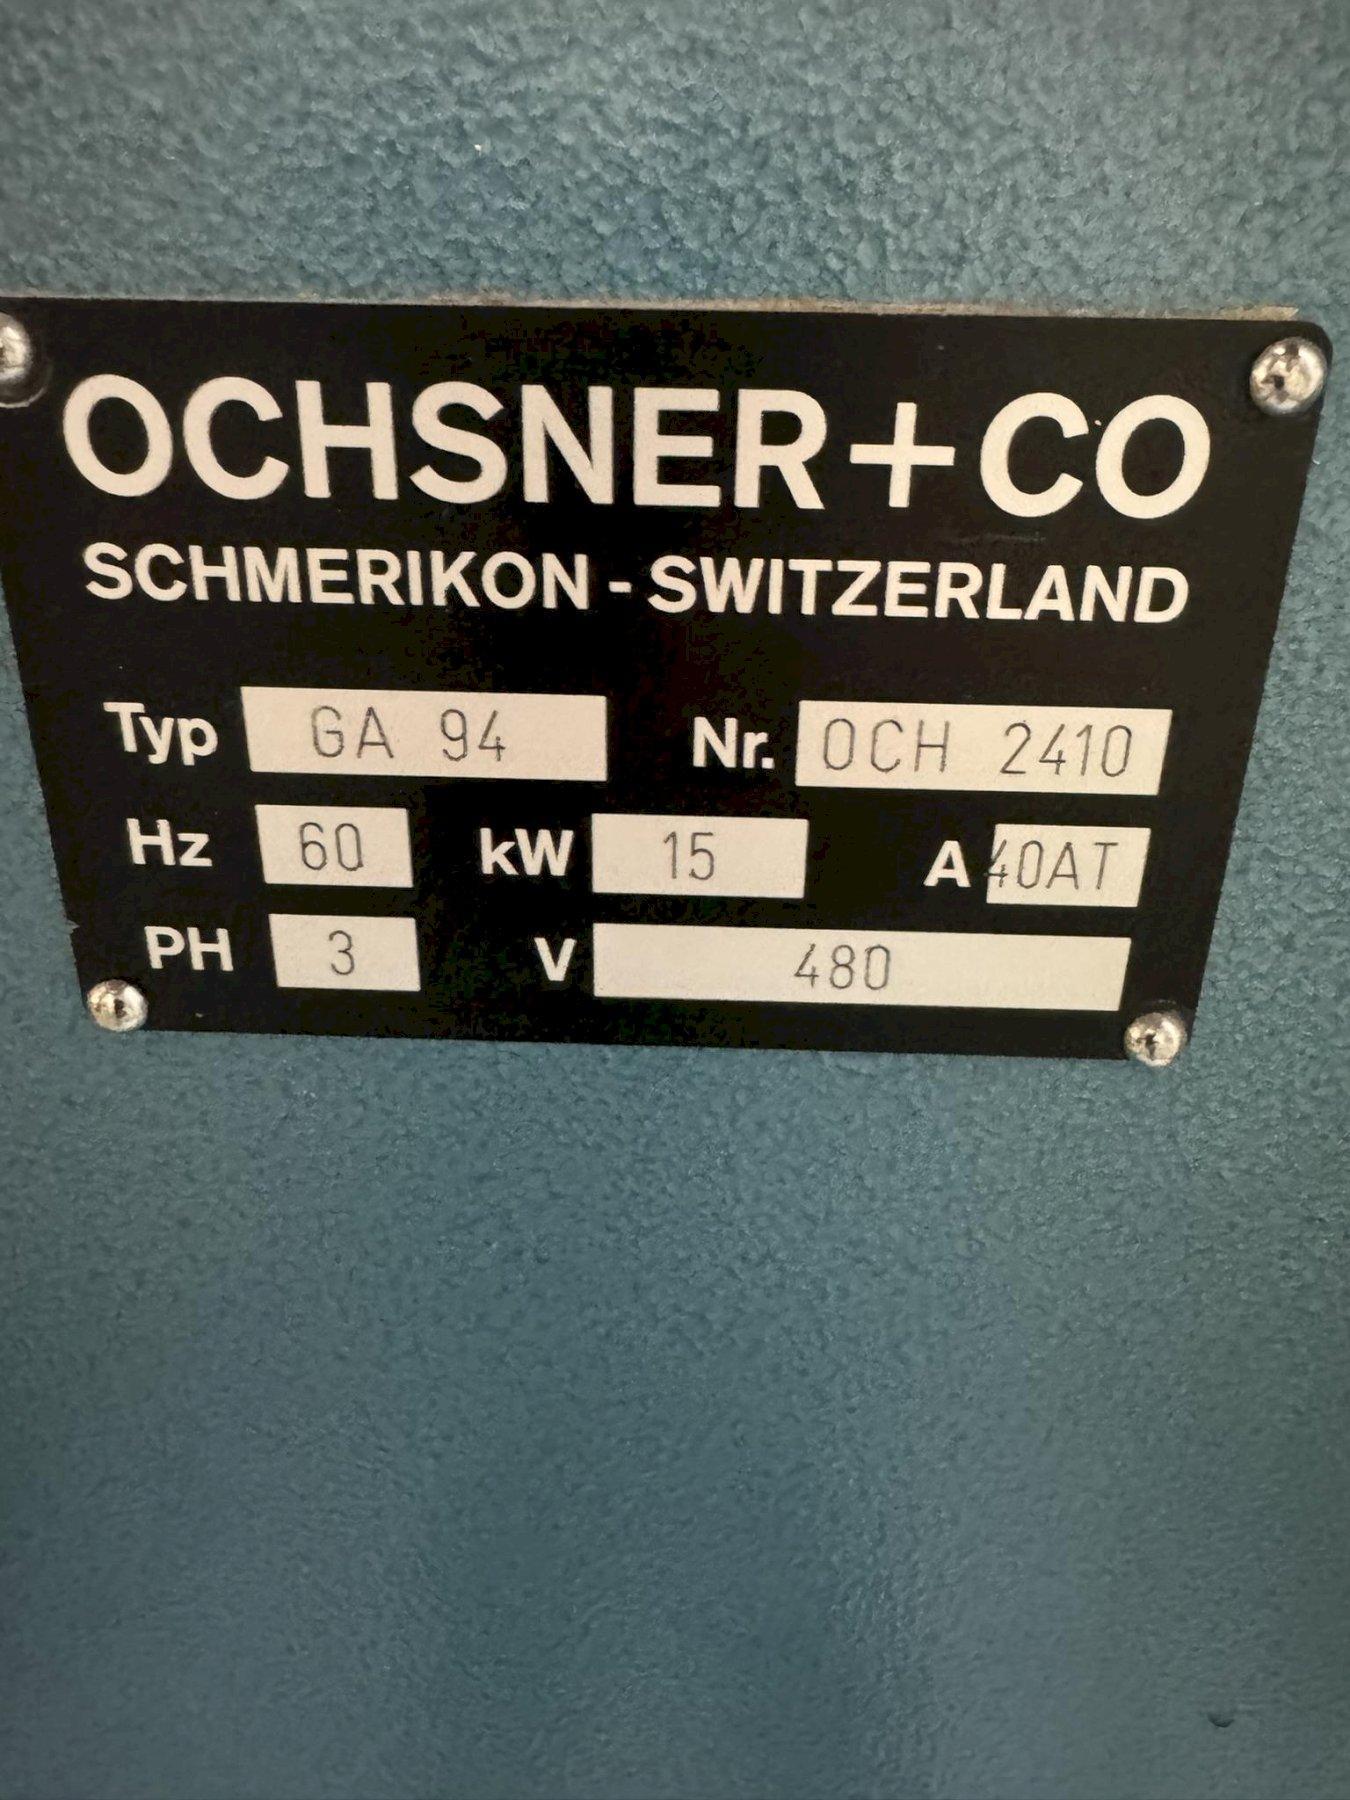 OCHSNER+CO
SCHMERIKON - SWITZERLAND
Typ GA 94 Nr. OCH 2410
Hz 60 kW 15 A 40AT
PH 3 V 480